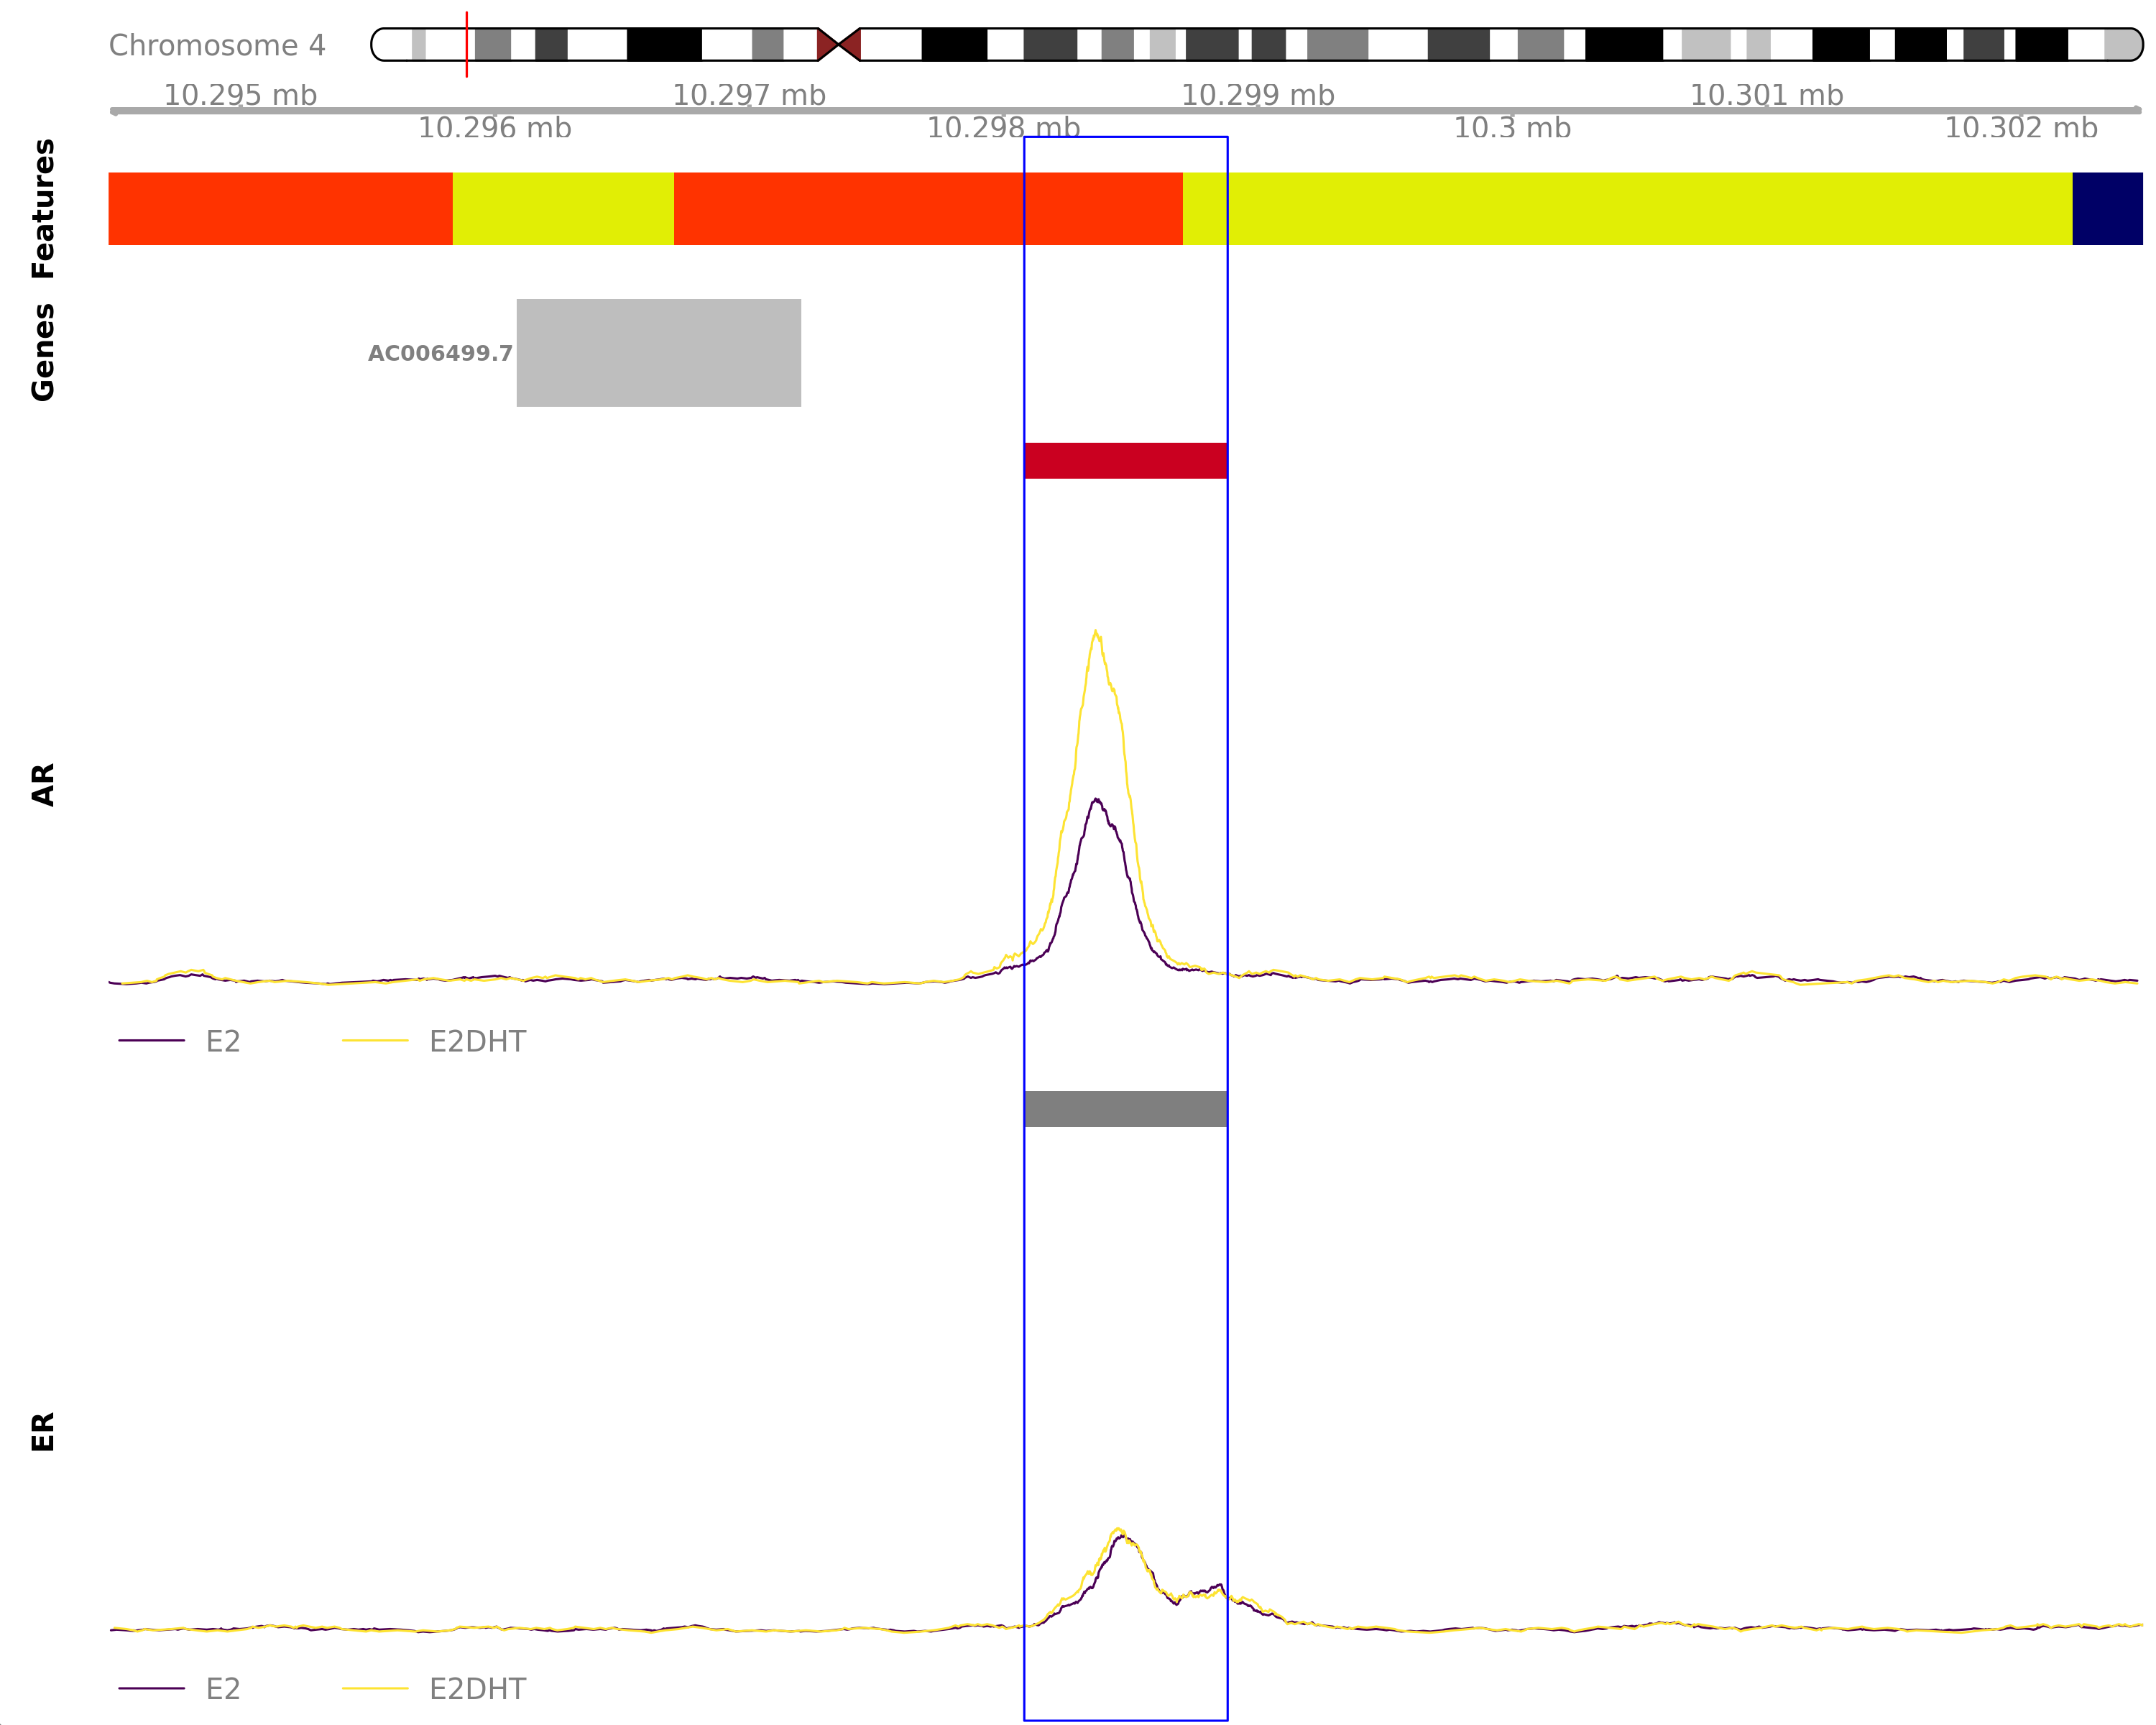 Chromosome 4
10.295 mb 10.297 mb 10.299 mb 10.301 mb
10.296 mb 10.298 mb 10.3 mb 10.302 mb
Features
Genes
AC006499.7
AR
E2 E2DHT
ER
E2 E2DHT